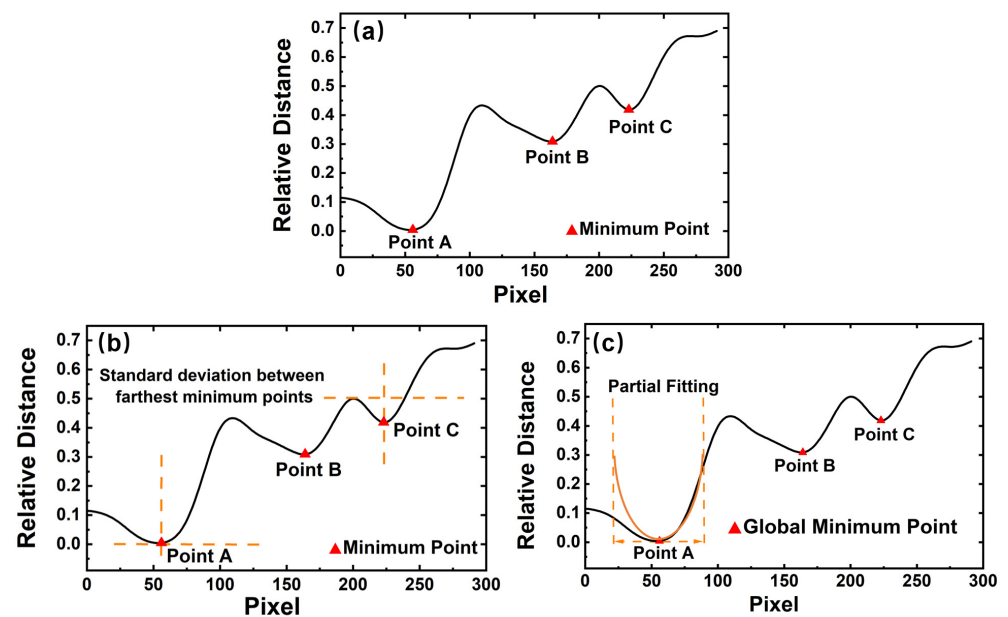 (a)
Relative Distance
0.7
0.6
0.5
0.4
0.3
0.2
0.1
0.0
Point A
Point B
Point C
Minimum Point
0 50 100 150 200 250 300
Pixel
(b)
Relative Distance
0.7
0.6
0.5
0.4
0.3
0.2
0.1
0.0
Standard deviation between
farthest minimum points
Point C
Point B
Point A
Minimum Point
0 50 100 150 200 250 300
Pixel
(c)
Relative Distance
0.7
0.6
0.5
0.4
0.3
0.2
0.1
0.0
Partial Fitting
Point C
Point B
Global Minimum Point
Point A
0 50 100 150 200 250 300
Pixel